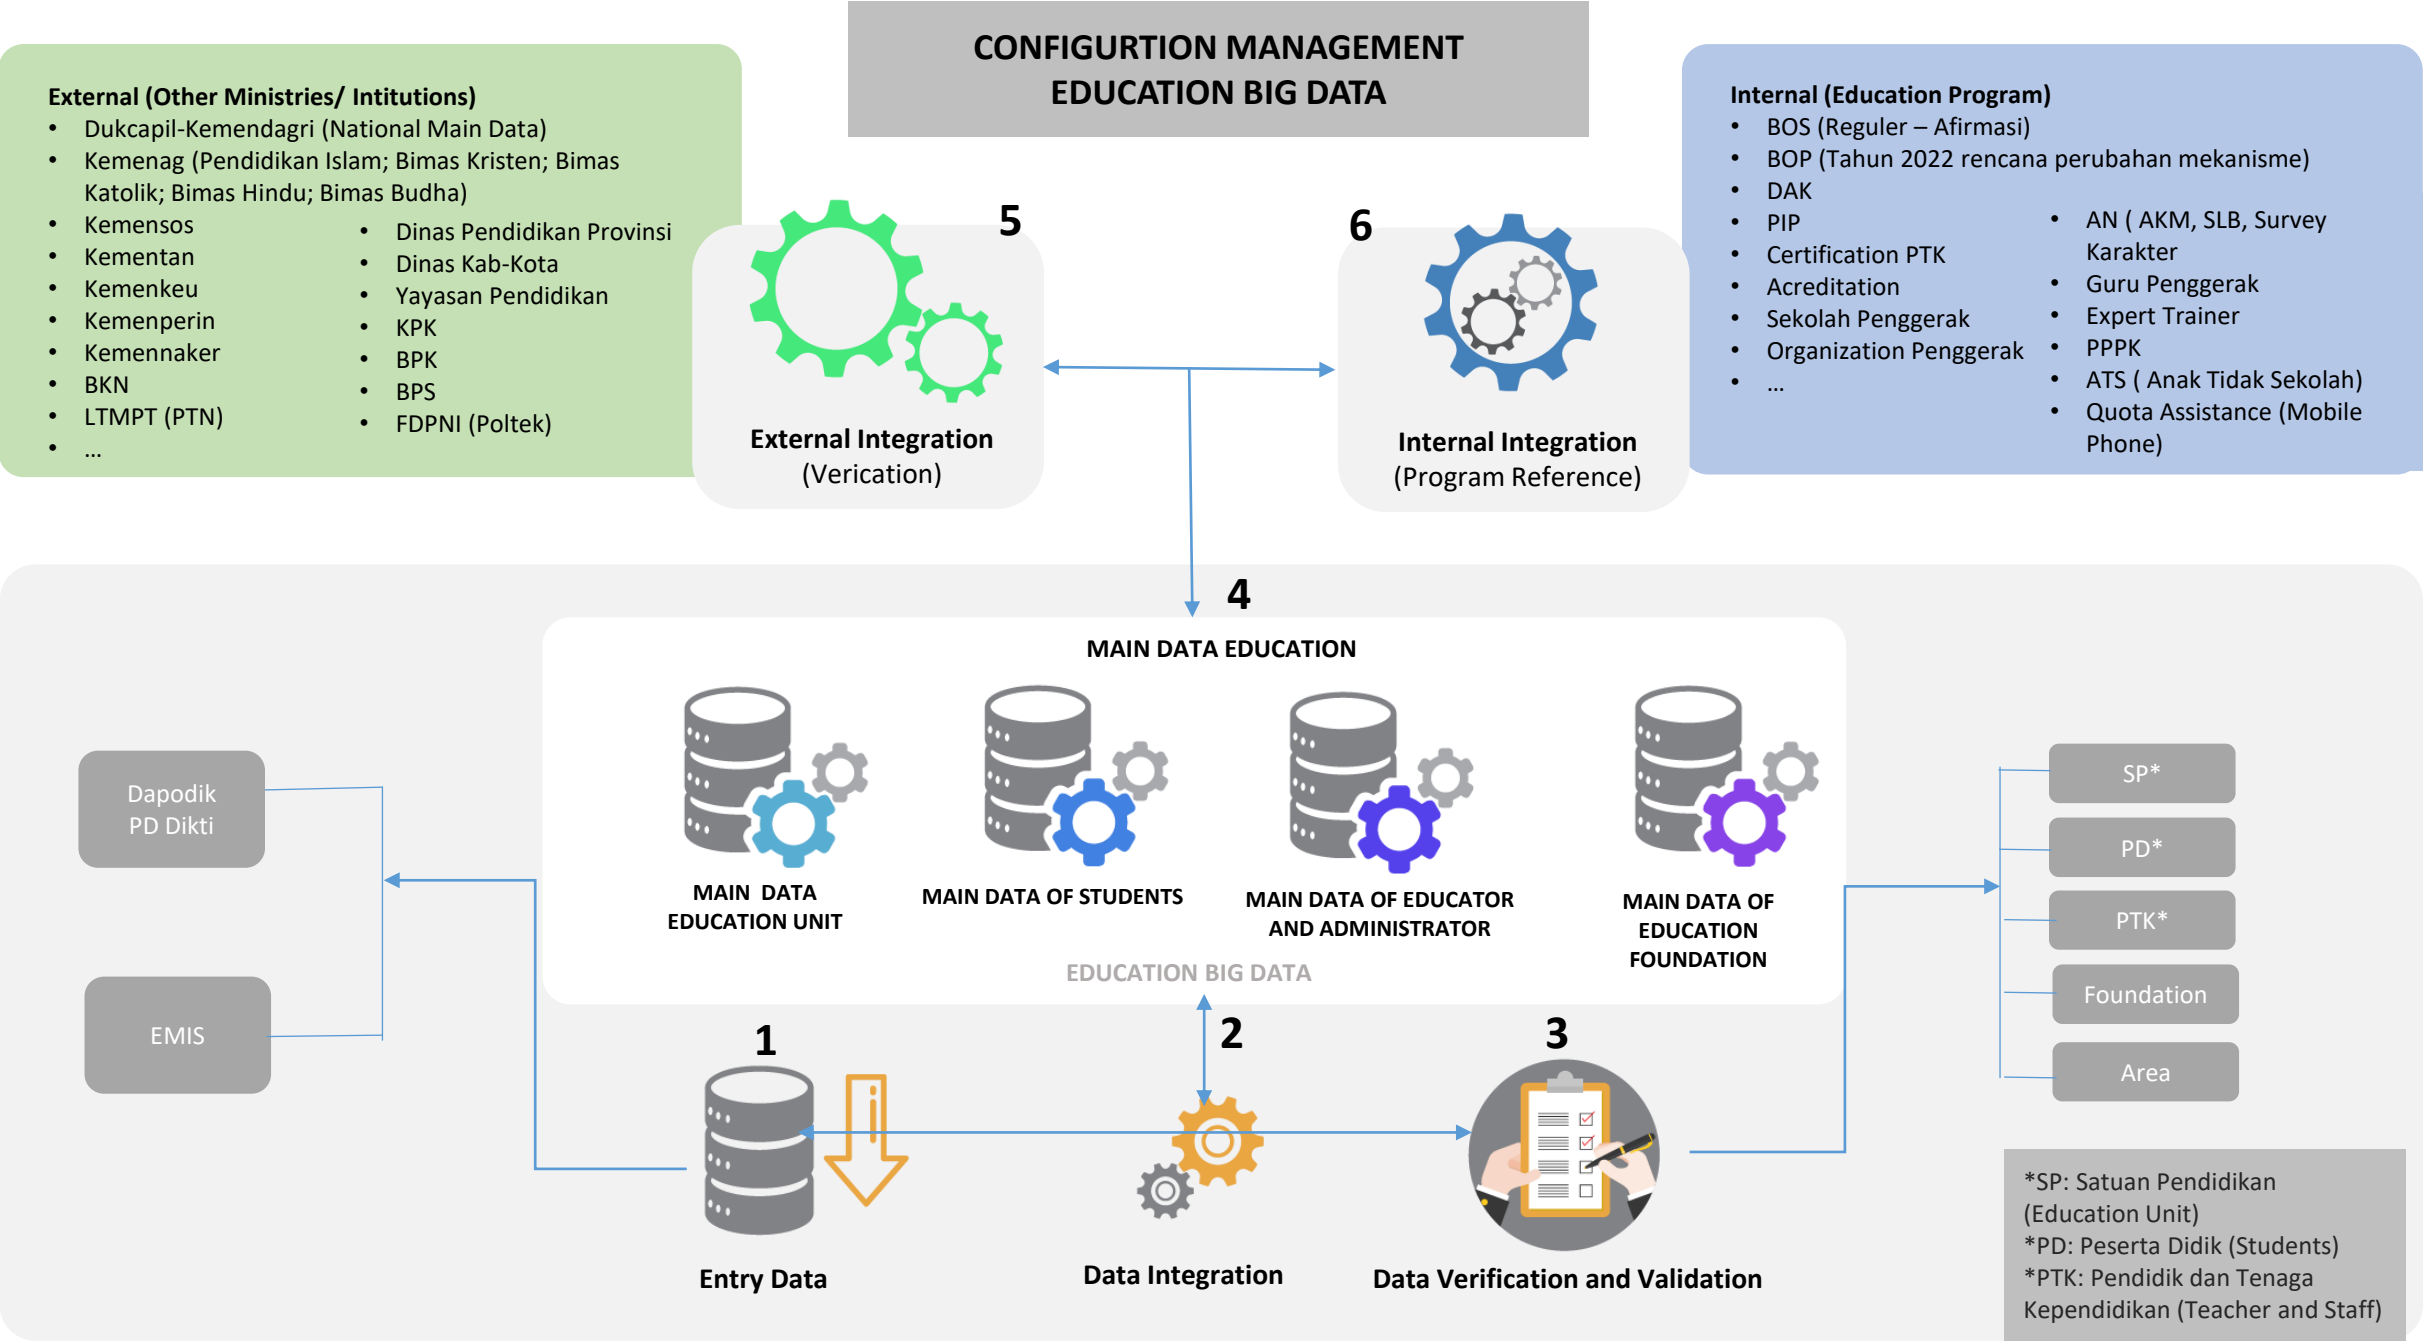 CONFIGURTION MANAGEMENT
EDUCATION BIG DATA
External (Other Ministries/ Intitutions)
• Dukcapil-Kemendagri (National Main Data)
• Kemenag (Pendidikan Islam; Bimas Kristen; Bimas
Katolik; Bimas Hindu; Bimas Budha)
• Kemensos
• Kementan
• Kemenkeu
• Kemenperin
• Kemennaker
• BKN
• LTMPT (PTN)
• ...
• Dinas Pendidikan Provinsi
• Dinas Kab-Kota
• Yayasan Pendidikan
• KPK
• BPK
• BPS
• FDPNI (Poltek)
5
External Integration
(Verication)
6
Internal Integration
(Program Reference)
Internal (Education Program)
• BOS (Reguler – Afirmasi)
• BOP (Tahun 2022 rencana perubahan mekanisme)
• DAK
• PIP
• Certification PTK
• Acreditation
• Sekolah Penggerak
• Organization Penggerak
• ...
• AN ( AKM, SLB, Survey
Karakter
• Guru Penggerak
• Expert Trainer
• PPPK
• ATS ( Anak Tidak Sekolah)
• Quota Assistance (Mobile
Phone)
4
MAIN DATA EDUCATION
MAIN DATA
EDUCATION UNIT
MAIN DATA OF STUDENTS
MAIN DATA OF EDUCATOR
AND ADMINISTRATOR
MAIN DATA OF
EDUCATION
FOUNDATION
EDUCATION BIG DATA
Dapodik
PD Dikti
EMIS
SP*
PD*
PTK*
Foundation
Area
1
Entry Data
2
Data Integration
3
Data Verification and Validation
*SP: Satuan Pendidikan
(Education Unit)
*PD: Peserta Didik (Students)
*PTK: Pendidik dan Tenaga
Kependidikan (Teacher and Staff)